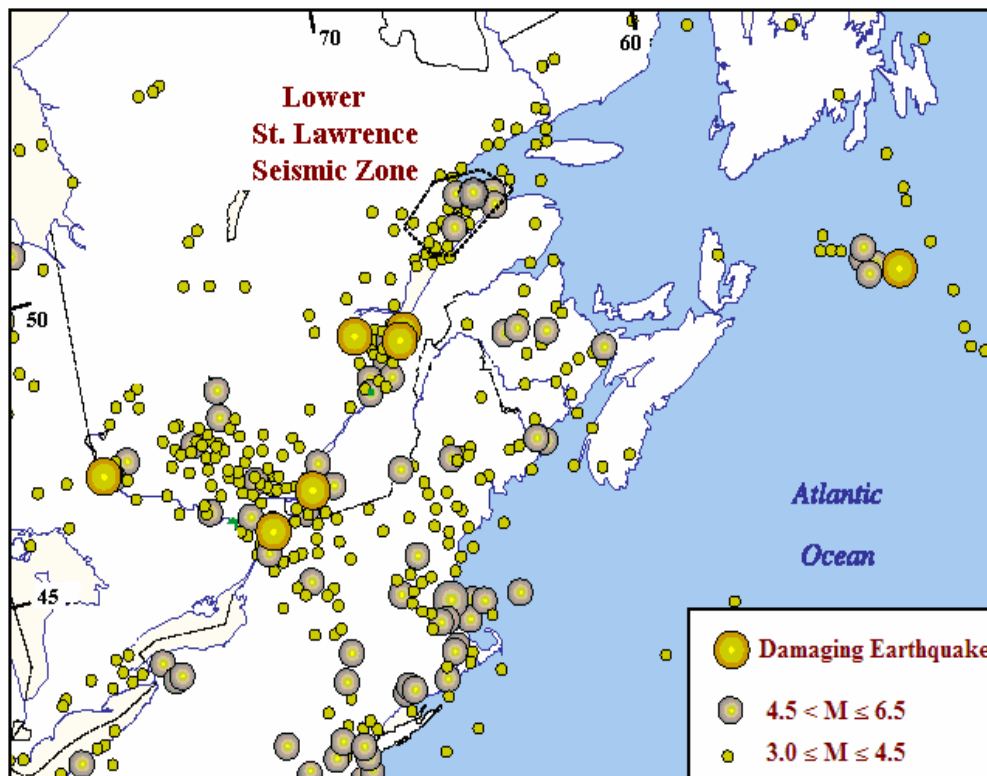 70
60
Lower
St. Lawrence
Seismic Zone
50
Atlantic
Ocean
45
Damaging Earthquake
4.5 < M ≤ 6.5
3.0 ≤ M ≤ 4.5